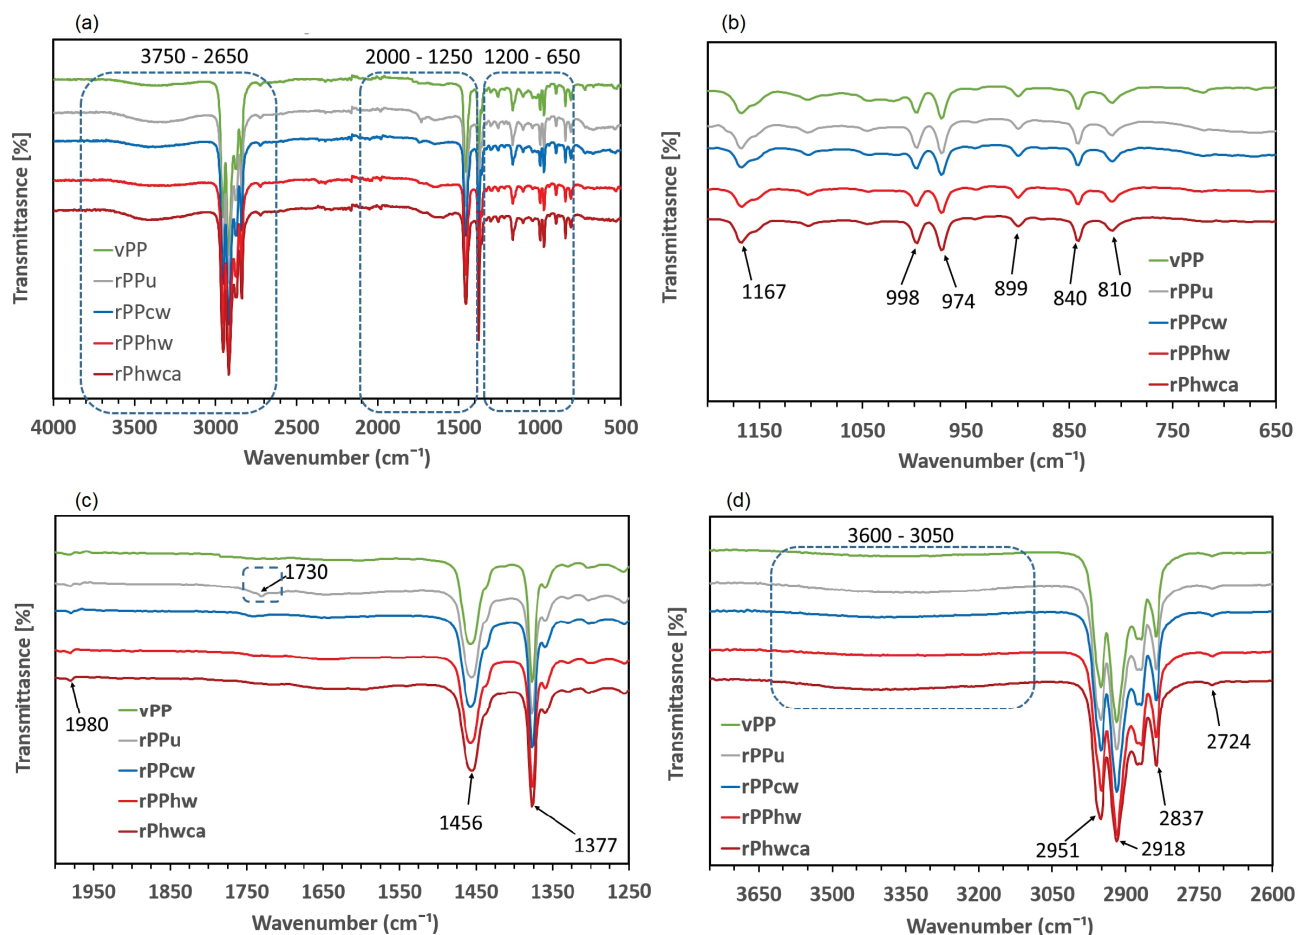 (a)
3750 - 2650
2000 - 1250
1200 - 650
Transmittasnce [%]
vPP
rPPu
rPPcw
rPPhw
rPhwca
4000 3500 3000 2500 2000 1500 1000 500
Wavenumber (cm⁻¹)
(b)
Transmittasnce [%]
1167
998
974
899
840
810
vPP
rPPu
rPPcw
rPPhw
rPhwca
1150 1050 950 850 750 650
Wavenumber (cm⁻¹)
(c)
Transmittasnce [%]
1730
1980
vPP
rPPu
rPPcw
rPPhw
rPhwca
1456
1377
1950 1850 1750 1650 1550 1450 1350 1250
Wavenumber (cm⁻¹)
(d)
3600 - 3050
Transmittasnce [%]
vPP
rPPu
rPPcw
rPPhw
rPhwca
2724
2837
2951
2918
3650 3500 3350 3200 3050 2900 2750 2600
Wavenumber (cm⁻¹)